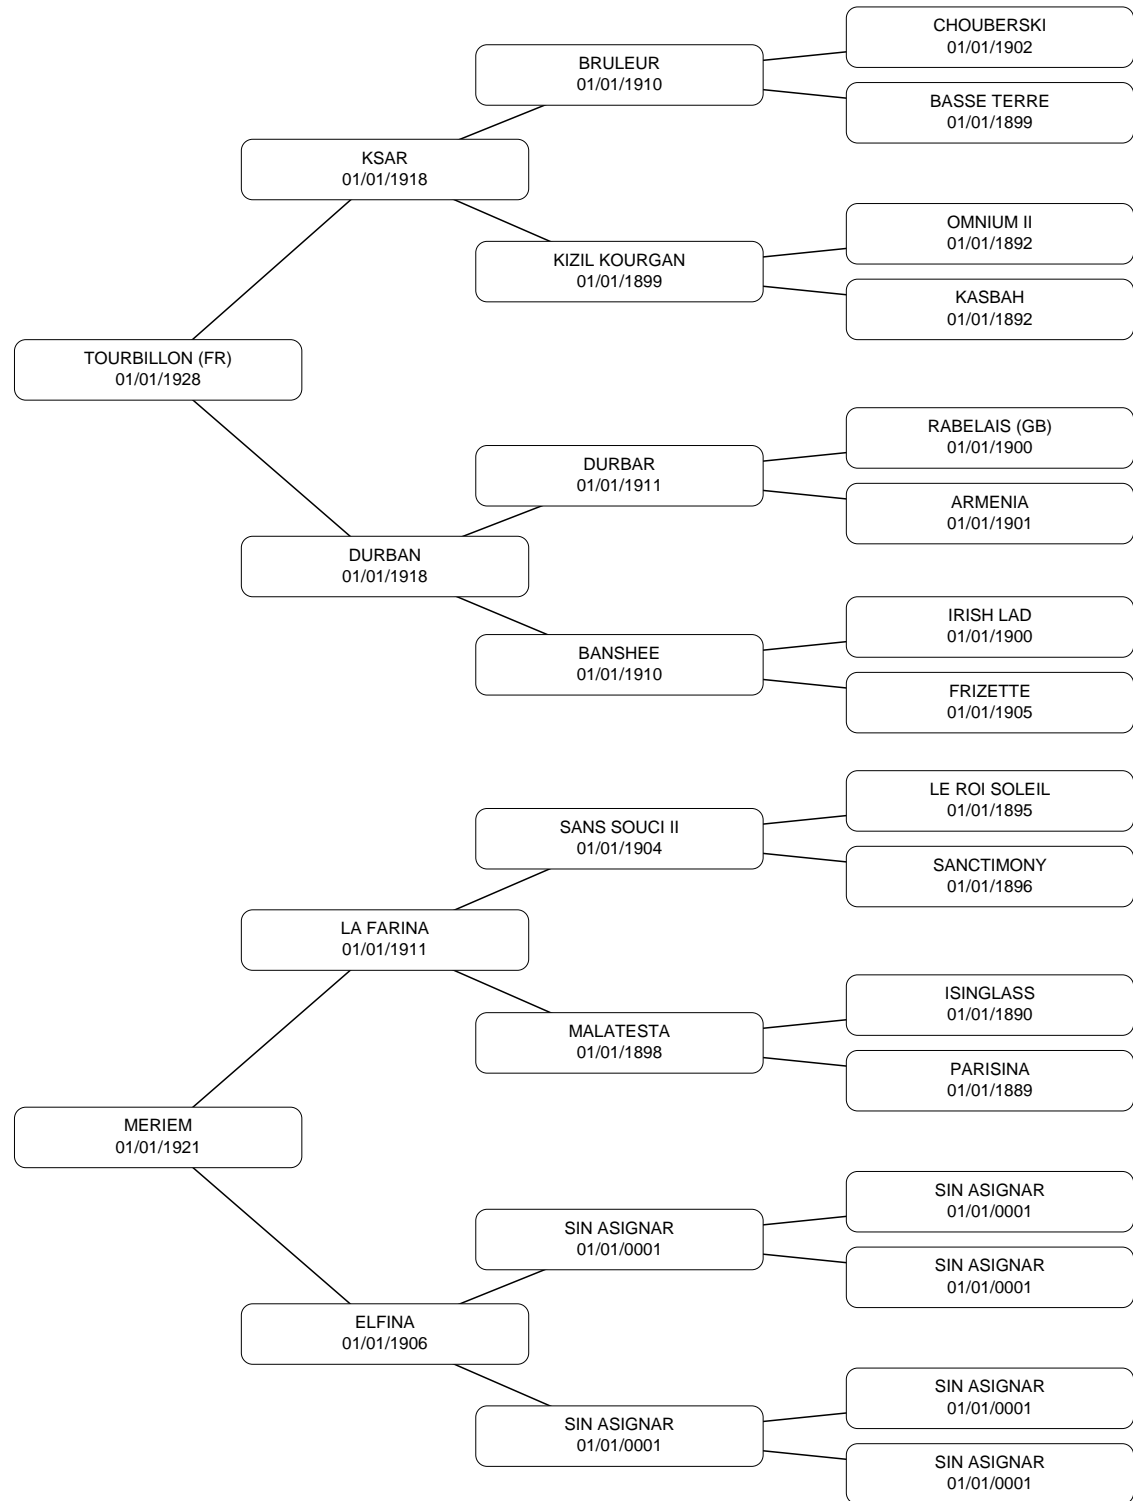 CHOUBERSKI
01/01/1902
BRULEUR
01/01/1910
BASSE TERRE
01/01/1899
KSAR
01/01/1918
OMNIUM II
01/01/1892
KIZIL KOURGAN
01/01/1899
KASBAH
01/01/1892
TOURBILLON (FR)
01/01/1928
RABELAIS (GB)
01/01/1900
DURBAR
01/01/1911
ARMENIA
01/01/1901
DURBAN
01/01/1918
IRISH LAD
01/01/1900
BANSHEE
01/01/1910
FRIZETTE
01/01/1905
LE ROI SOLEIL
01/01/1895
SANS SOUCI II
01/01/1904
SANCTIMONY
01/01/1896
LA FARINA
01/01/1911
ISINGLASS
01/01/1890
MALATESTA
01/01/1898
PARISINA
01/01/1889
MERIEM
01/01/1921
SIN ASIGNAR
01/01/0001
SIN ASIGNAR
01/01/0001
SIN ASIGNAR
01/01/0001
ELFINA
01/01/1906
SIN ASIGNAR
01/01/0001
SIN ASIGNAR
01/01/0001
SIN ASIGNAR
01/01/0001